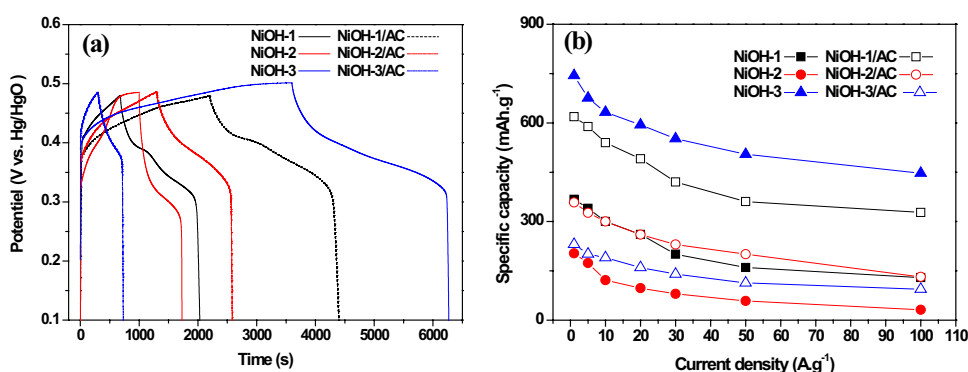 (a)
NiOH-1 NiOH-1/AC
NiOH-2 NiOH-2/AC
NiOH-3 NiOH-3/AC
0.6
0.5
0.4
0.3
0.2
0.1
Potentiel (V vs. Hg/HgO)
0 1000 2000 3000 4000 5000 6000
Time (s)
(b)
NiOH-1 NiOH-1/AC
NiOH-2 NiOH-2/AC
NiOH-3 NiOH-3/AC
900
600
300
0
Specific capacity (mAh.g-1)
0 10 20 30 40 50 60 70 80 90 100 110
Current density (A.g-1)